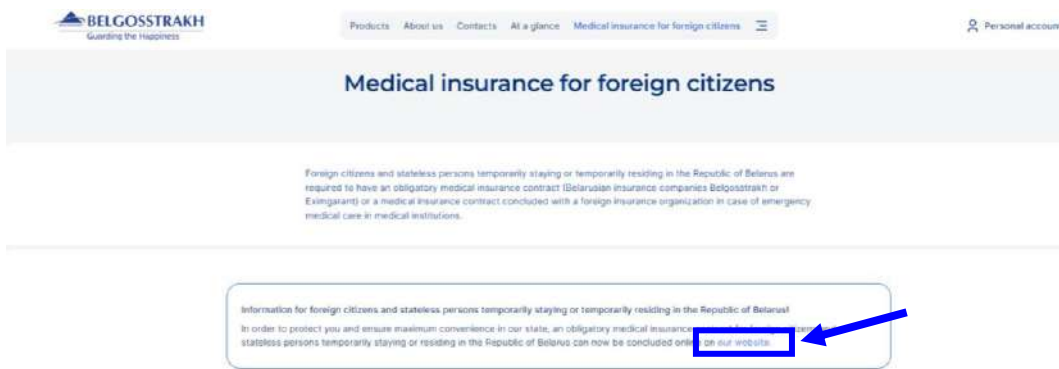 BELGOSSTRAKH
Guarding the Happiness
Products About us Contacts At a glance Medical insurance for foreign citizens
Personal account
Medical insurance for foreign citizens
Foreign citizens and stateless persons temporarily staying or temporarily residing in the Republic of Belarus are
required to have an obligatory medical insurance contract (Belarusian insurance companies Belgosstrakh or
Eximgarant) or a medical insurance contract concluded with a foreign insurance organization in case of emergency
medical care in medical institutions.
Information for foreign citizens and stateless persons temporarily staying or temporarily residing in the Republic of Belarus!
In order to protect you and ensure maximum convenience in our state, an obligatory medical insurance
stateless persons temporarily staying or residing in the Republic of Belarus can now be concluded online on our website.